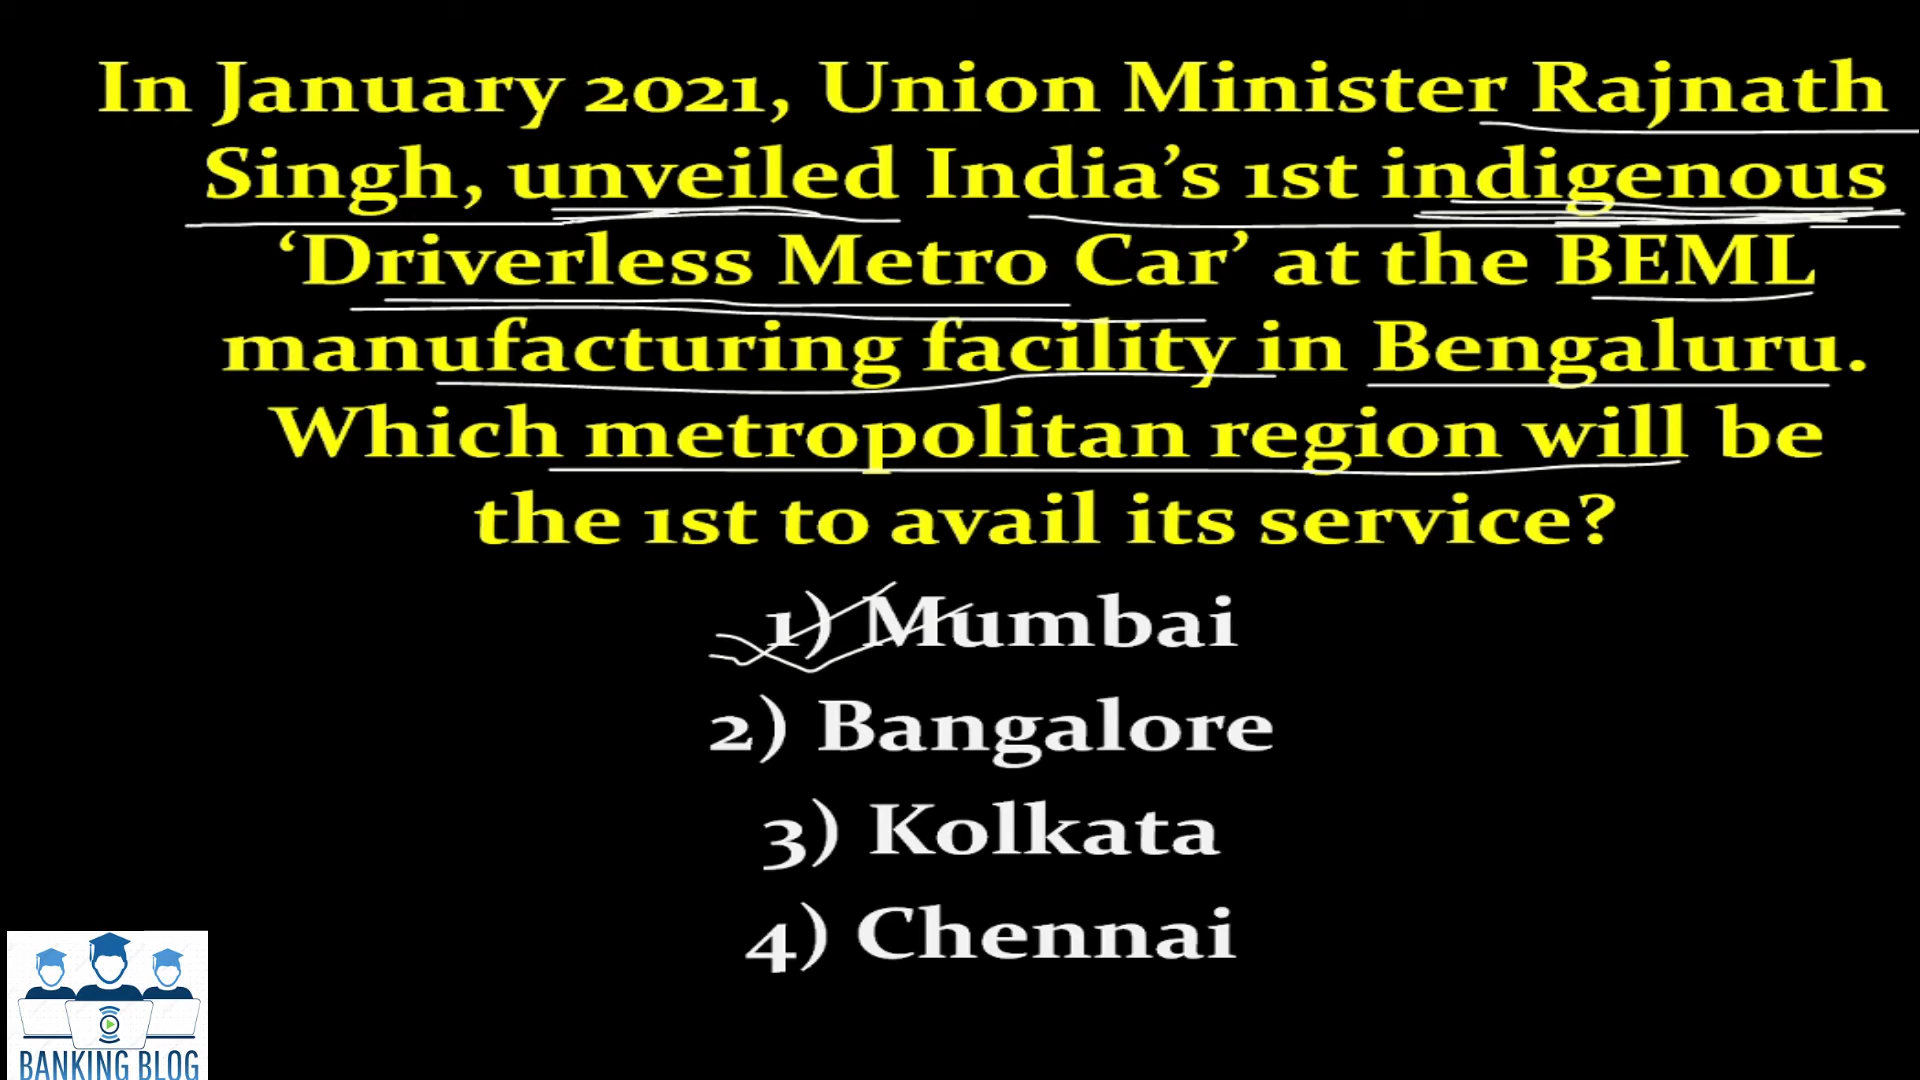 In January 2021, Union Minister Rajnath
Singh, unveiled India’s 1st indigenous
‘Driverless Metro Car’ at the BEML
manufacturing facility in Bengaluru.
Which metropolitan region will be
the 1st to avail its service?
1) Mumbai
2) Bangalore
3) Kolkata
4) Chennai
BANKING BLOG